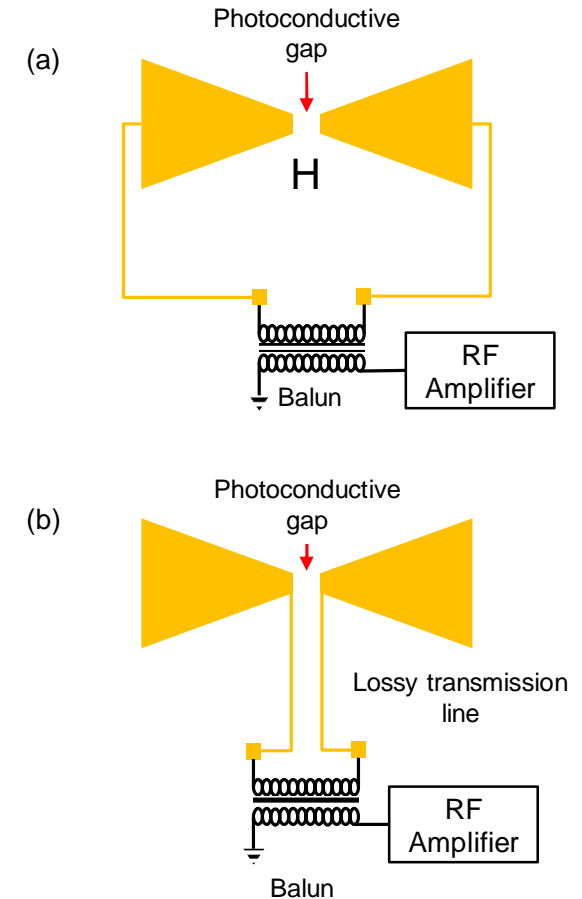 Photoconductive
gap
(a)
H
RF
Amplifier
Balun
Photoconductive
gap
(b)
Lossy transmission
line
RF
Amplifier
Balun